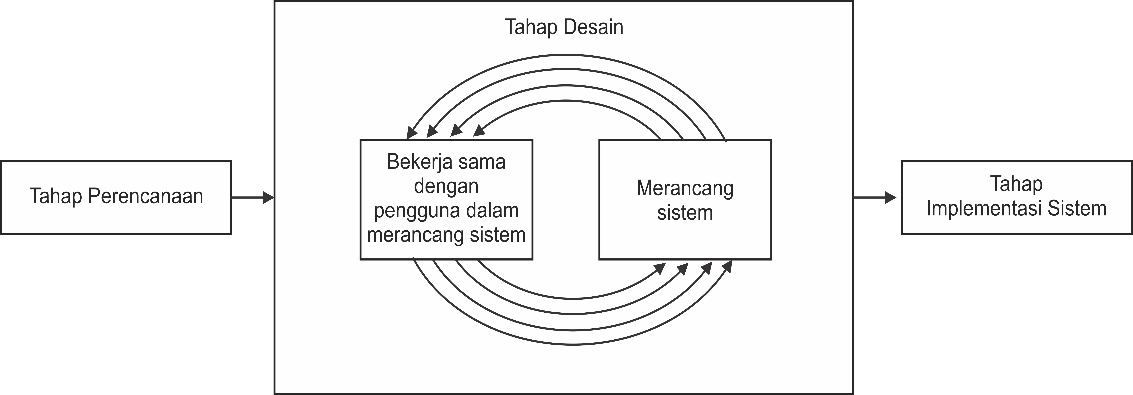 Tahap Desain
Tahap Perencanaan
Bekerja sama
dengan
pengguna dalam
merancang sistem
Merancang
sistem
Tahap
Implementasi Sistem